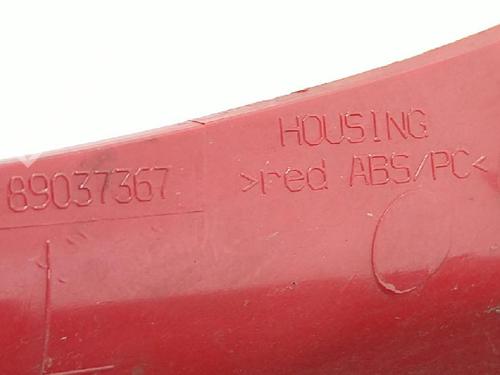 HOUSING
89037367 >red ABS/PC<